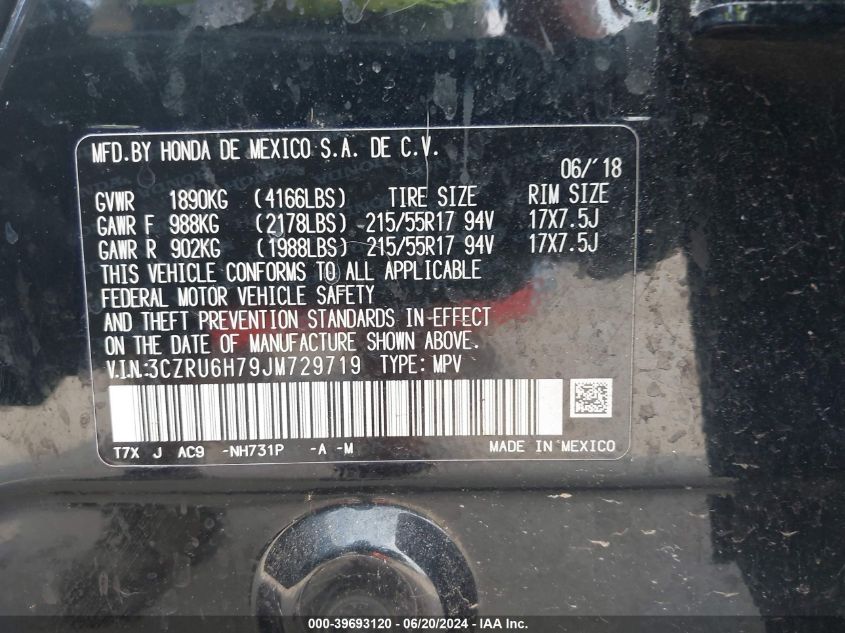 MFD.BY HONDA DE MEXICO S.A. DE C.V.
06/'18
GVWR 1890KG (4166LBS) TIRE SIZE RIM SIZE
GAWR F 988KG (2178LBS) -215/55R17 94V 17X7.5J
GAWR R 902KG (1988LBS) -215/55R17 94V 17X7.5J
THIS VEHICLE CONFORMS TO ALL APPLICABLE
FEDERAL MOTOR VEHICLE SAFETY
AND THEFT PREVENTION STANDARDS IN EFFECT
ON THE DATE OF MANUFACTURE SHOWN ABOVE.
V.I.N:3CZRU6H79JM729719 TYPE: MPV
T7X J AC9 -NH731P -A -M MADE IN MEXICO
000-39693120 - 06/20/2024 - IAA Inc.